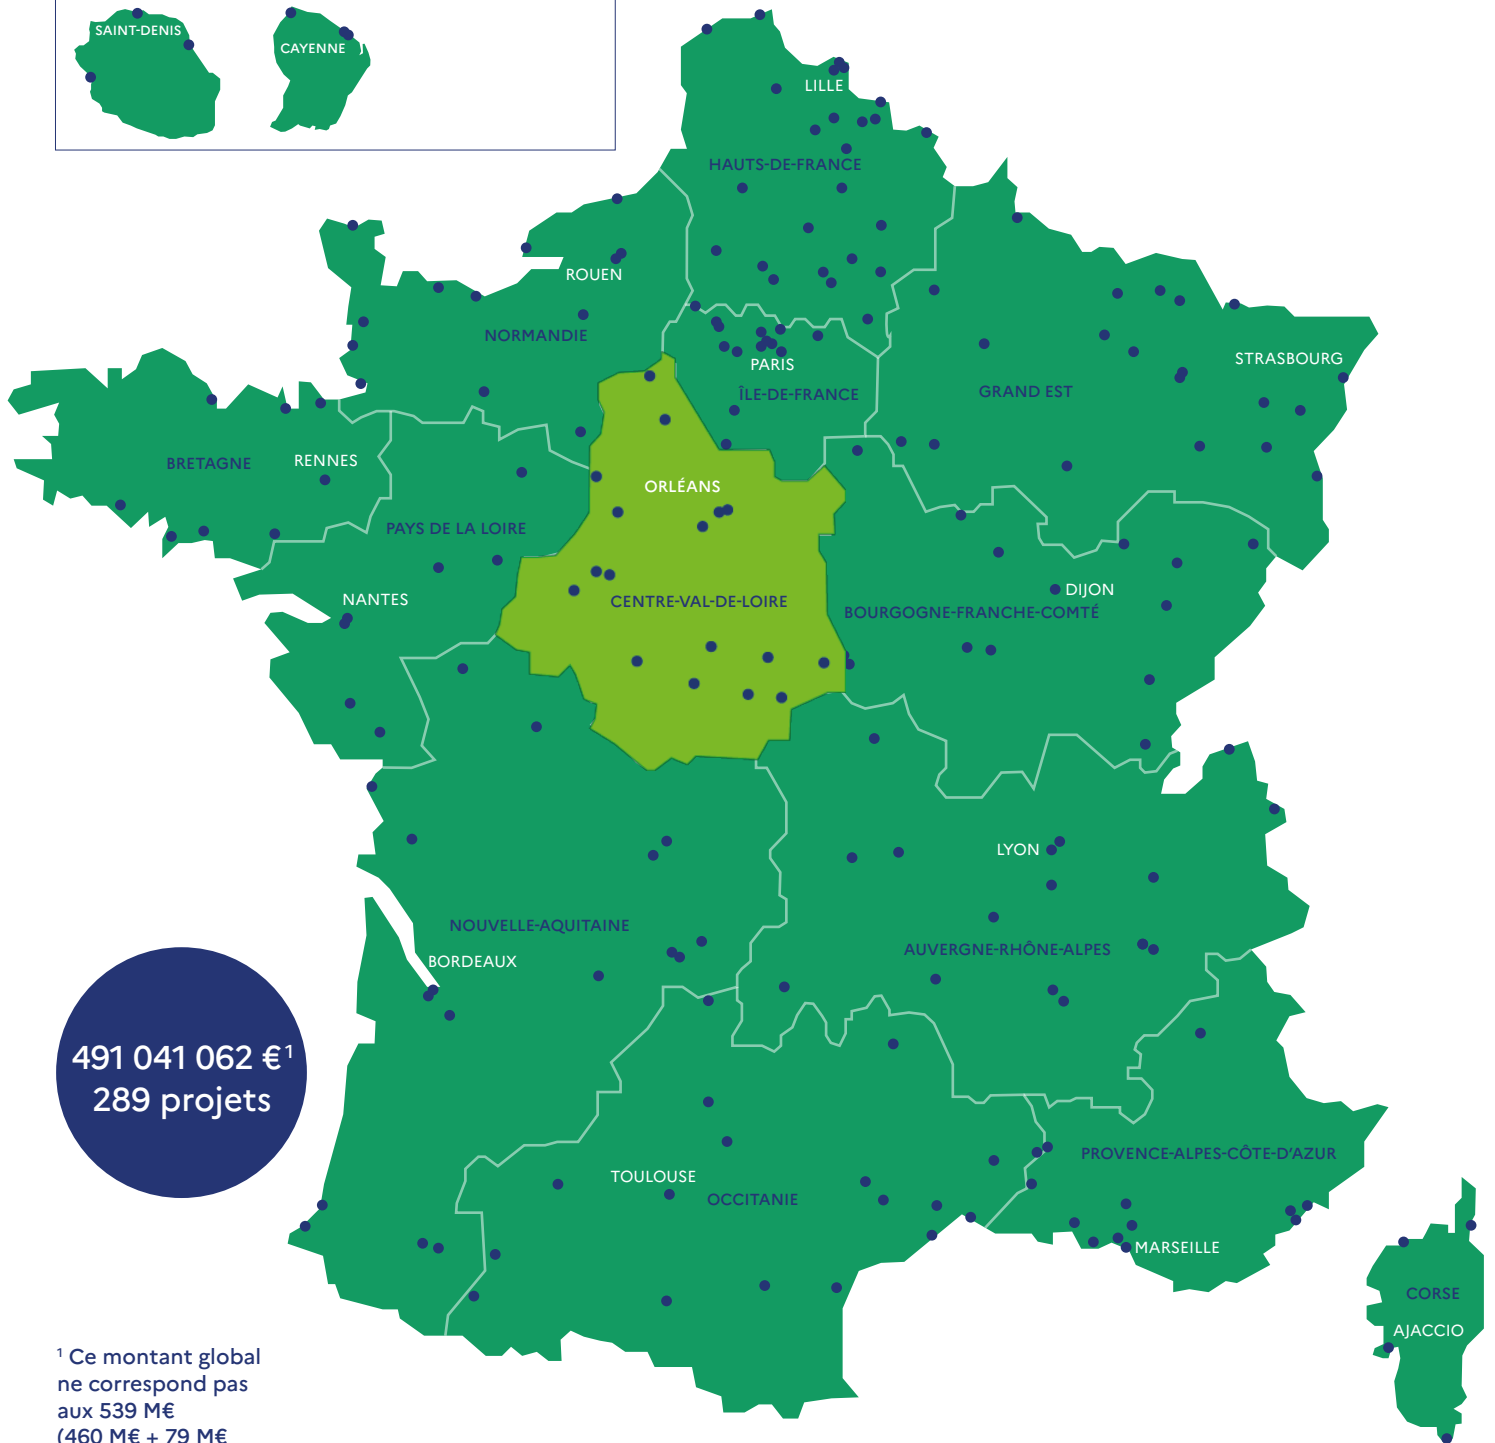 SAINT-DENIS
CAYENNE
LILLE
HAUTS-DE-FRANCE
ROUEN
NORMANDIE
PARIS
ÎLE-DE-FRANCE
STRASBOURG
GRAND EST
BRETAGNE
RENNES
ORLÉANS
PAYS DE LA LOIRE
NANTES
CENTRE-VAL-DE-LOIRE
DIJON
BOURGOGNE-FRANCHE-COMTÉ
LYON
NOUVELLE-AQUITAINE
AUVERGNE-RHÔNE-ALPES
BORDEAUX
491 041 062 €¹
289 projets
PROVENCE-ALPES-CÔTE-D'AZUR
TOULOUSE
OCCITANIE
MARSEILLE
CORSE
AJACCIO
¹ Ce montant global
ne correspond pas
aux 539 M€
(460 M€ + 79 M€